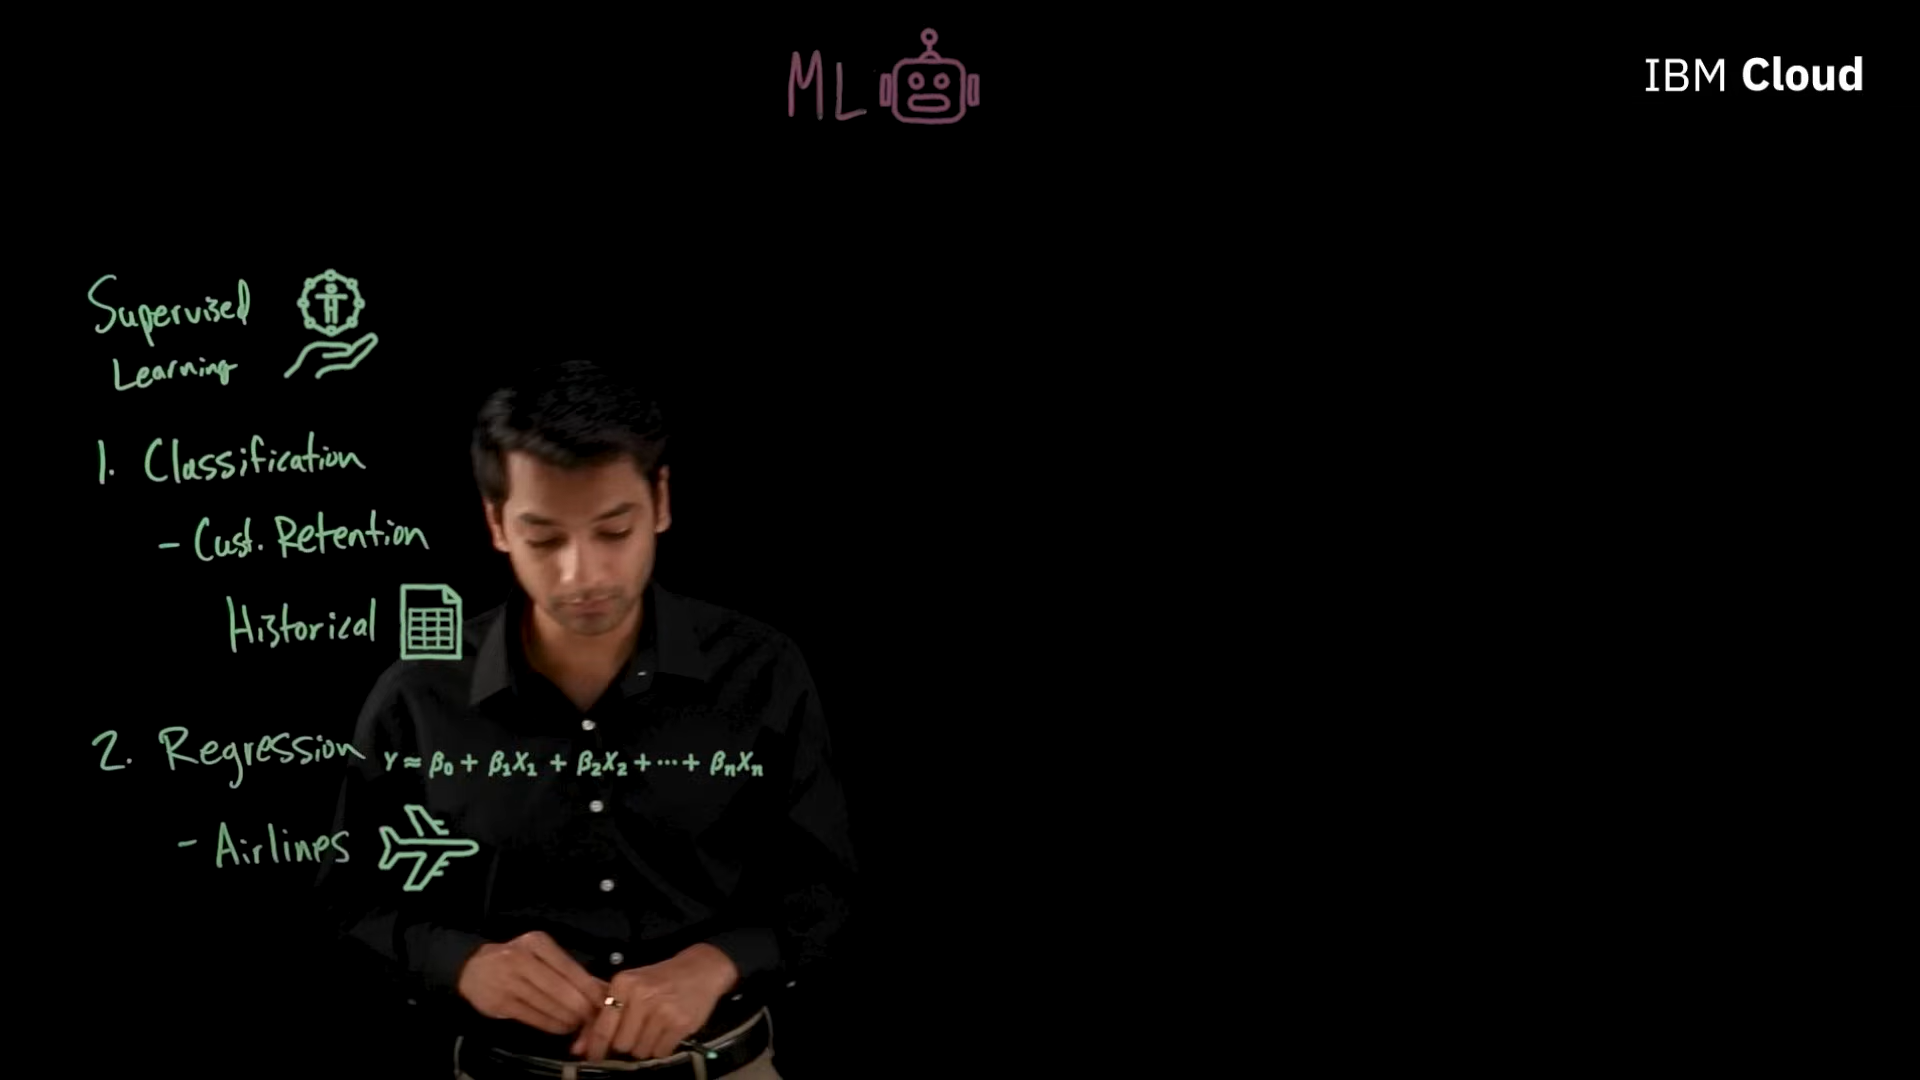 ML
IBM Cloud
Supervised
Learning
1. Classification
- Cust. Retention
Historical
2. Regression Y ≈ β₀ + β₁X₁ + β₂X₂ + ⋯ + βₙXₙ
- Airlines